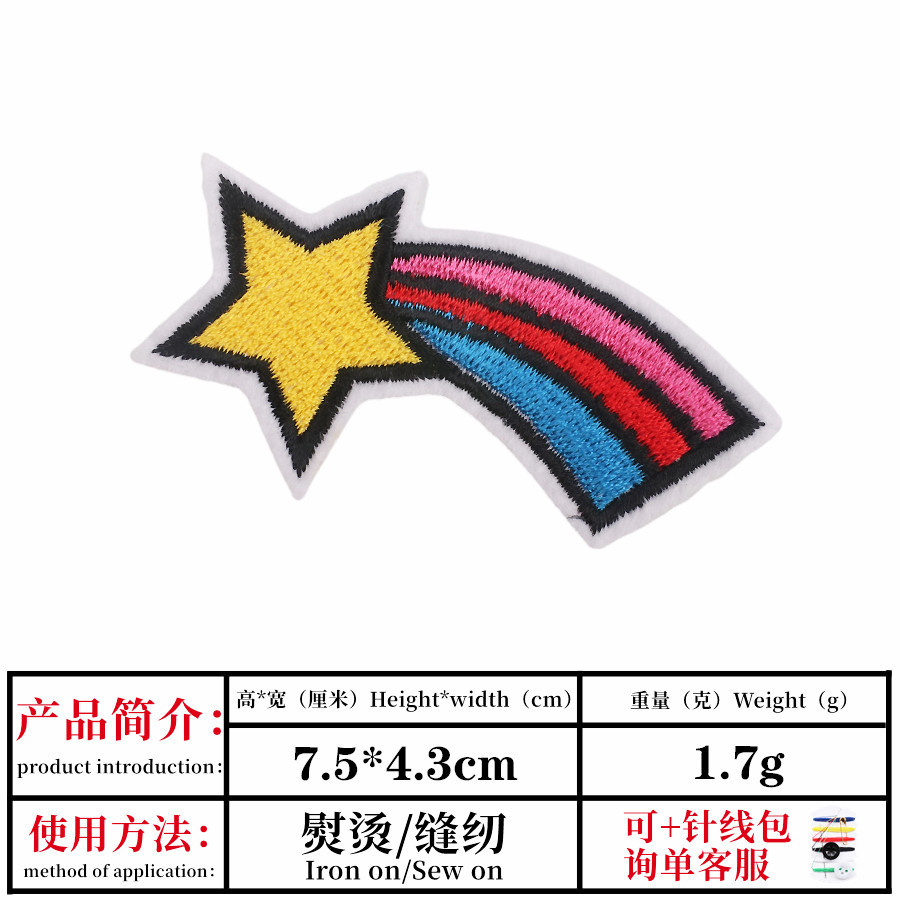 产品简介：
product introduction：
高*宽（厘米）Height*width（cm）
重量（克）Weight（g）
7.5*4.3cm
1.7g
使用方法：
method of application：
熨烫/缝纫
Iron on/Sew on
可+针线包
询单客服